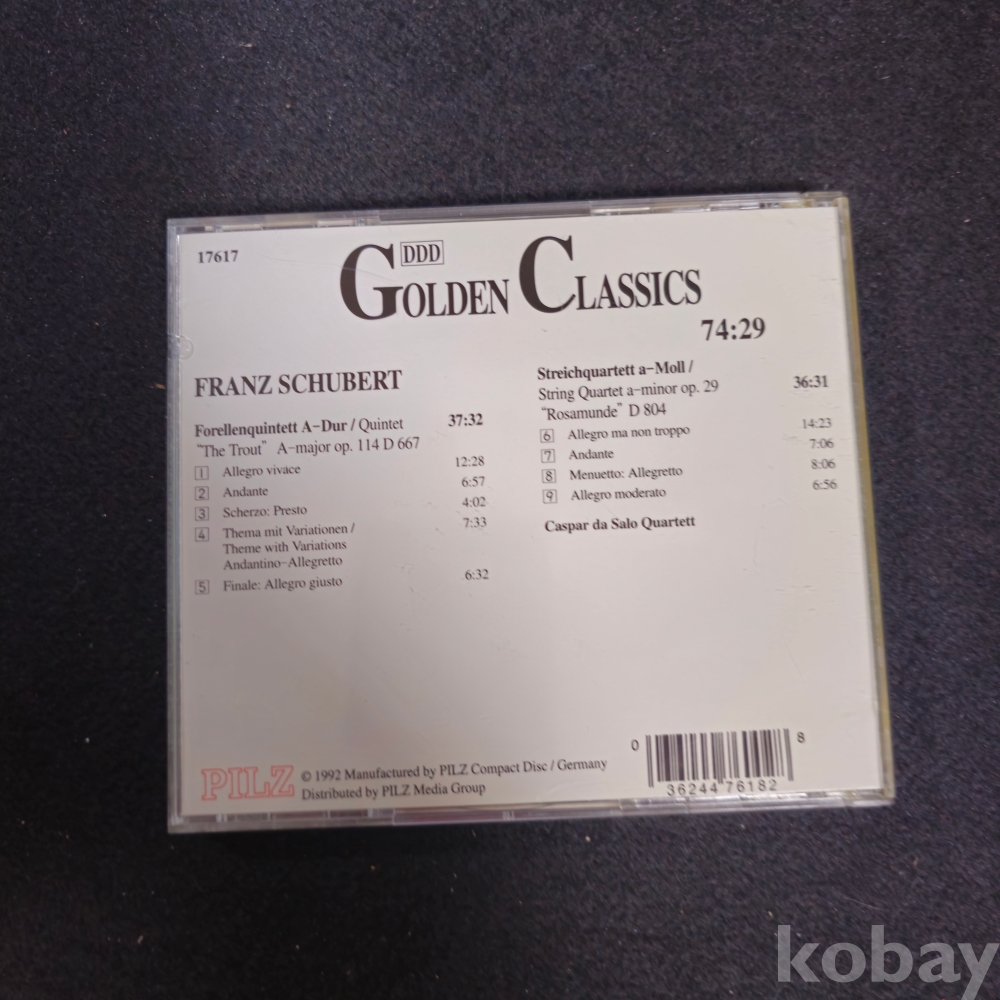 17617
DDD
GOLDEN CLASSICS
74:29
FRANZ SCHUBERT
Forellenquintett A-Dur / Quintet 37:32
"The Trout" A-major op. 114 D 667
1 Allegro vivace 12:28
2 Andante 6:57
3 Scherzo: Presto 4:02
4 Thema mit Variationen / 7:33
Theme with Variations
Andantino-Allegretto
5 Finale: Allegro giusto 6:32
Streichquartett a-Moll /
String Quartet a-minor op. 29 36:31
"Rosamunde" D 804
6 Allegro ma non troppo 14:23
7 Andante 7:06
8 Menuetto: Allegretto 8:06
9 Allegro moderato 6:56
Caspar da Salo Quartett
PILZ
© 1992 Manufactured by PILZ Compact Disc / Germany
Distributed by PILZ Media Group
0 36244 76182 8
kobay